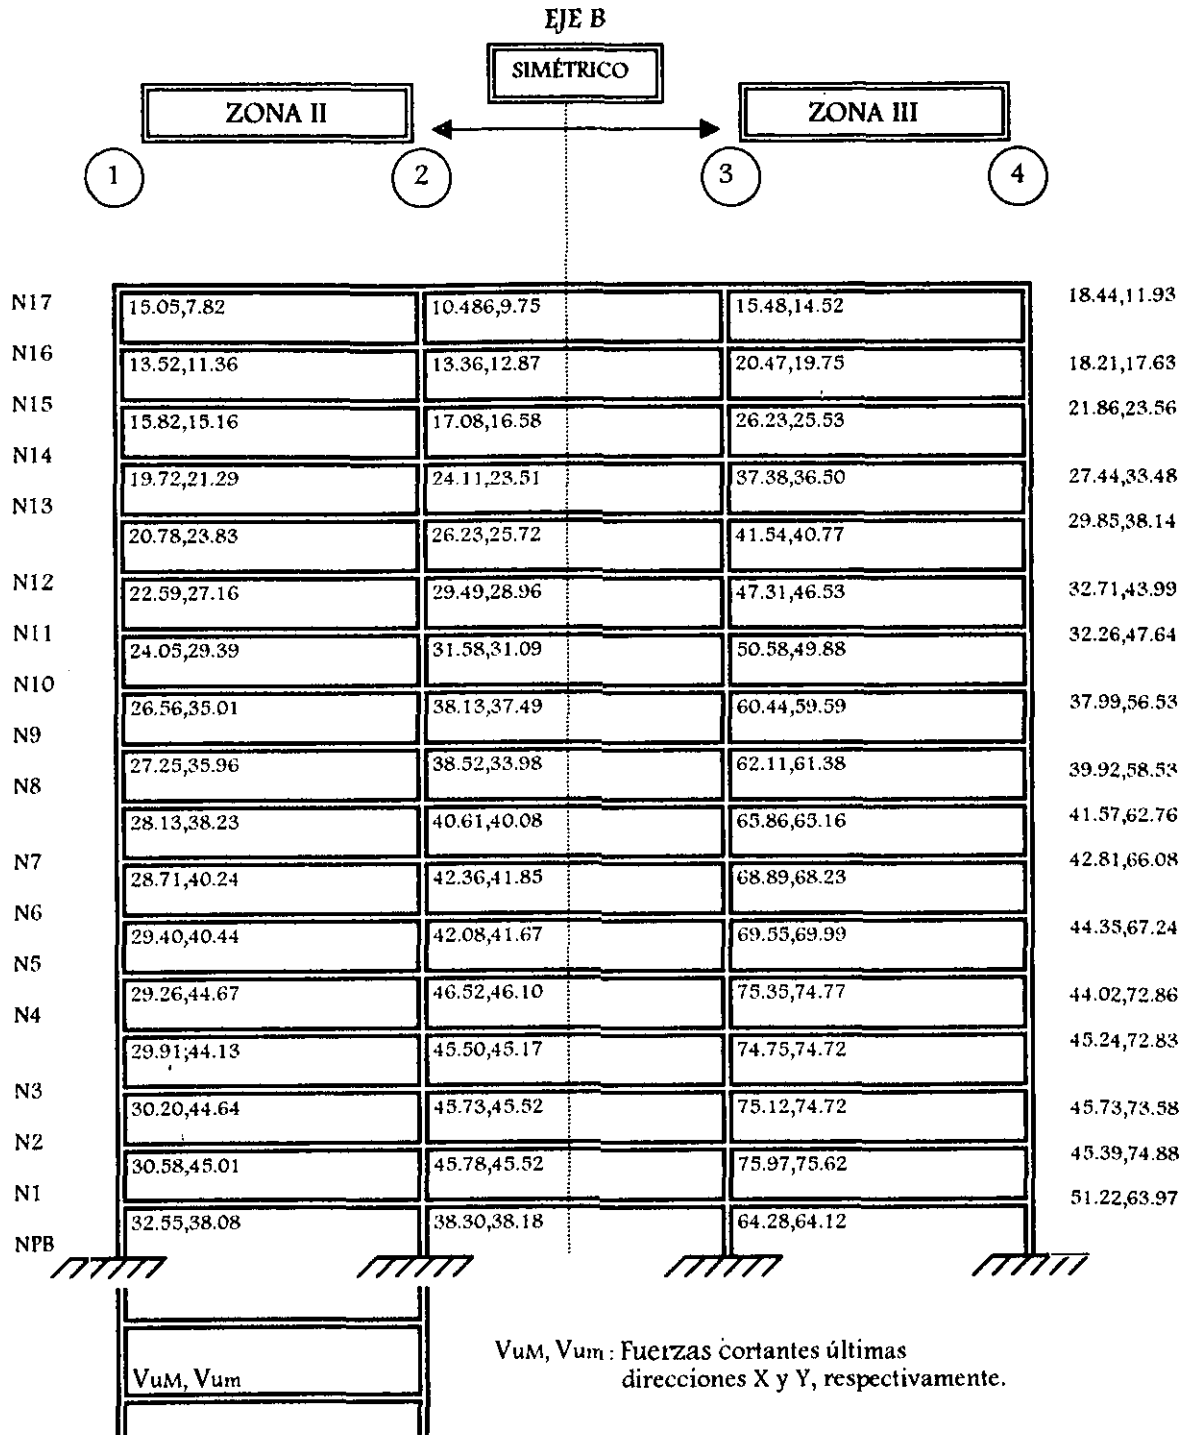 EJE B
SIMÉTRICO
ZONA II
ZONA III
1
2
3
4
N17
15.05,7.82
10.486,9.75
15.48,14.52
18.44,11.93
N16
13.52,11.36
13.36,12.87
20.47,19.75
18.21,17.63
N15
15.82,15.16
17.08,16.58
26.23,25.53
21.86,23.56
N14
19.72,21.29
24.11,23.51
37.38,36.50
27.44,33.48
N13
20.78,23.83
26.23,25.72
41.54,40.77
29.85,38.14
N12
22.59,27.16
29.49,28.96
47.31,46.53
32.71,43.99
N11
24.05,29.39
31.58,31.09
50.58,49.88
32.26,47.64
N10
26.56,35.01
38.13,37.49
60.44,59.59
37.99,56.53
N9
27.25,35.96
38.52,33.98
62.11,61.38
39.92,58.53
N8
28.13,38.23
40.61,40.08
65.86,65.16
41.57,62.76
N7
28.71,40.24
42.36,41.85
68.89,68.23
42.81,66.08
N6
29.40,40.44
42.08,41.67
69.55,69.99
44.35,67.24
N5
29.26,44.67
46.52,46.10
75.35,74.77
44.02,72.86
N4
29.91,44.13
45.50,45.17
74.75,74.72
45.24,72.83
N3
30.20,44.64
45.73,45.52
75.12,74.72
45.73,73.58
N2
30.58,45.01
45.78,45.52
75.97,75.62
45.39,74.88
N1
32.55,38.08
38.30,38.18
64.28,64.12
51.22,63.97
NPB
VuM, Vum
VuM, Vum : Fuerzas cortantes últimas
direcciones X y Y, respectivamente.